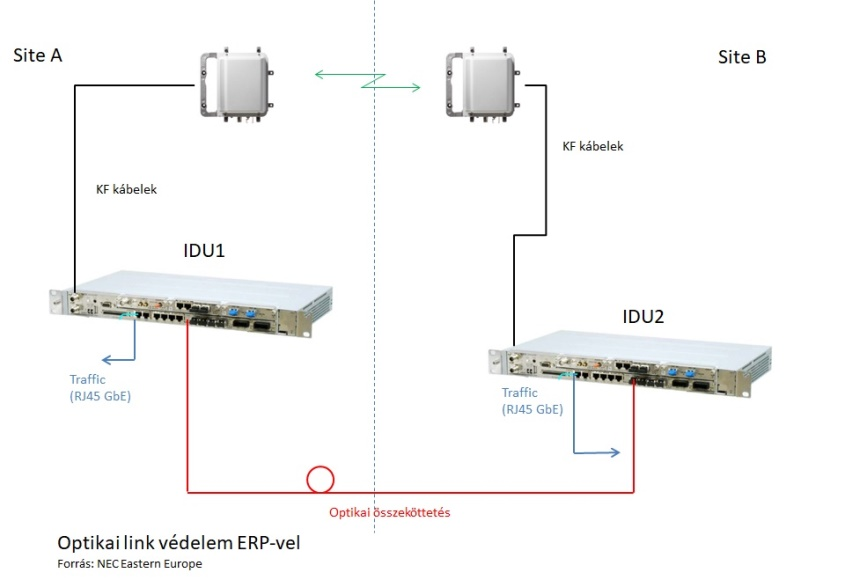 Site A
Site B
KF kábelek
KF kábelek
IDU1
IDU2
Traffic
(RJ45 GbE)
Traffic
(RJ45 GbE)
Optikai összeköttetés
Optikai link védelem ERP-vel
Forrás: NEC Eastern Europe